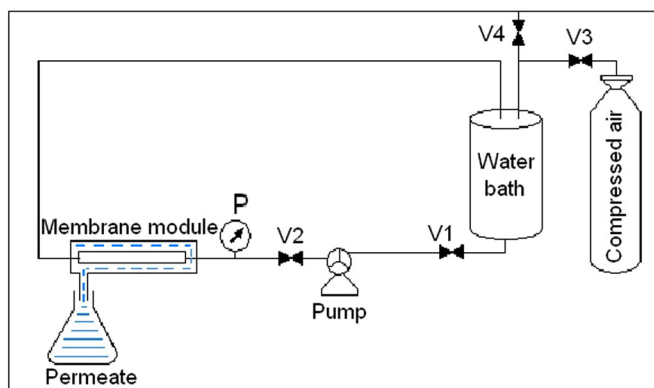 V4
V3
Water
bath
Compressed air
P
Membrane module
V2
V1
Pump
Permeate